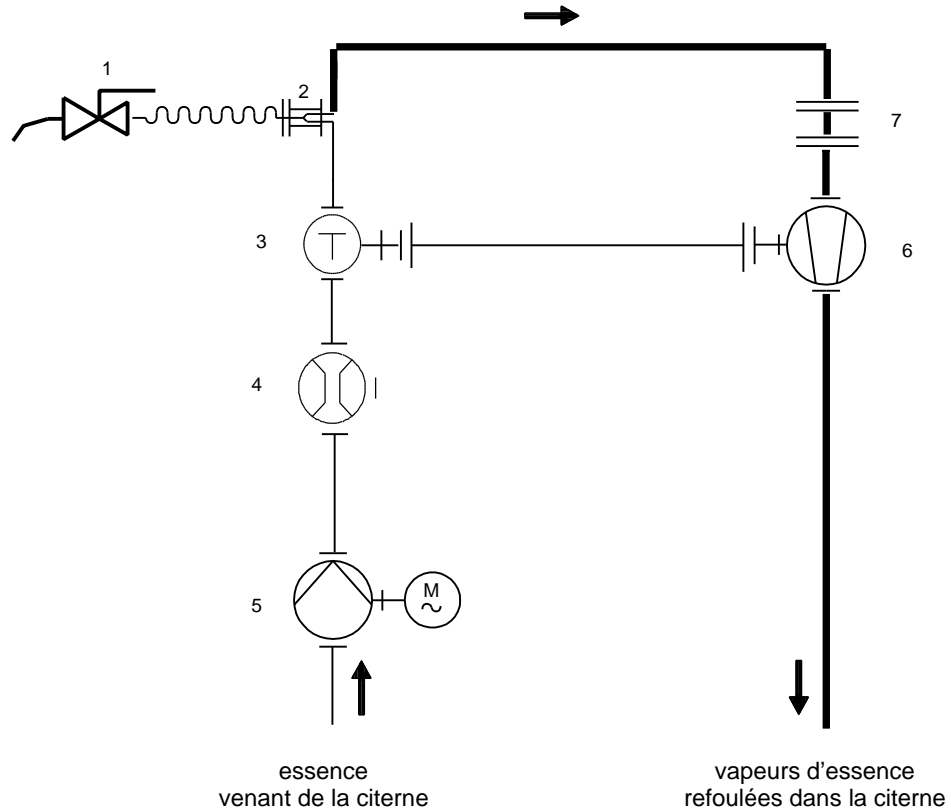 1
2
7
3
6
4
5
M
essence
venant de la citerne
vapeurs d’essence
refoulées dans la citerne